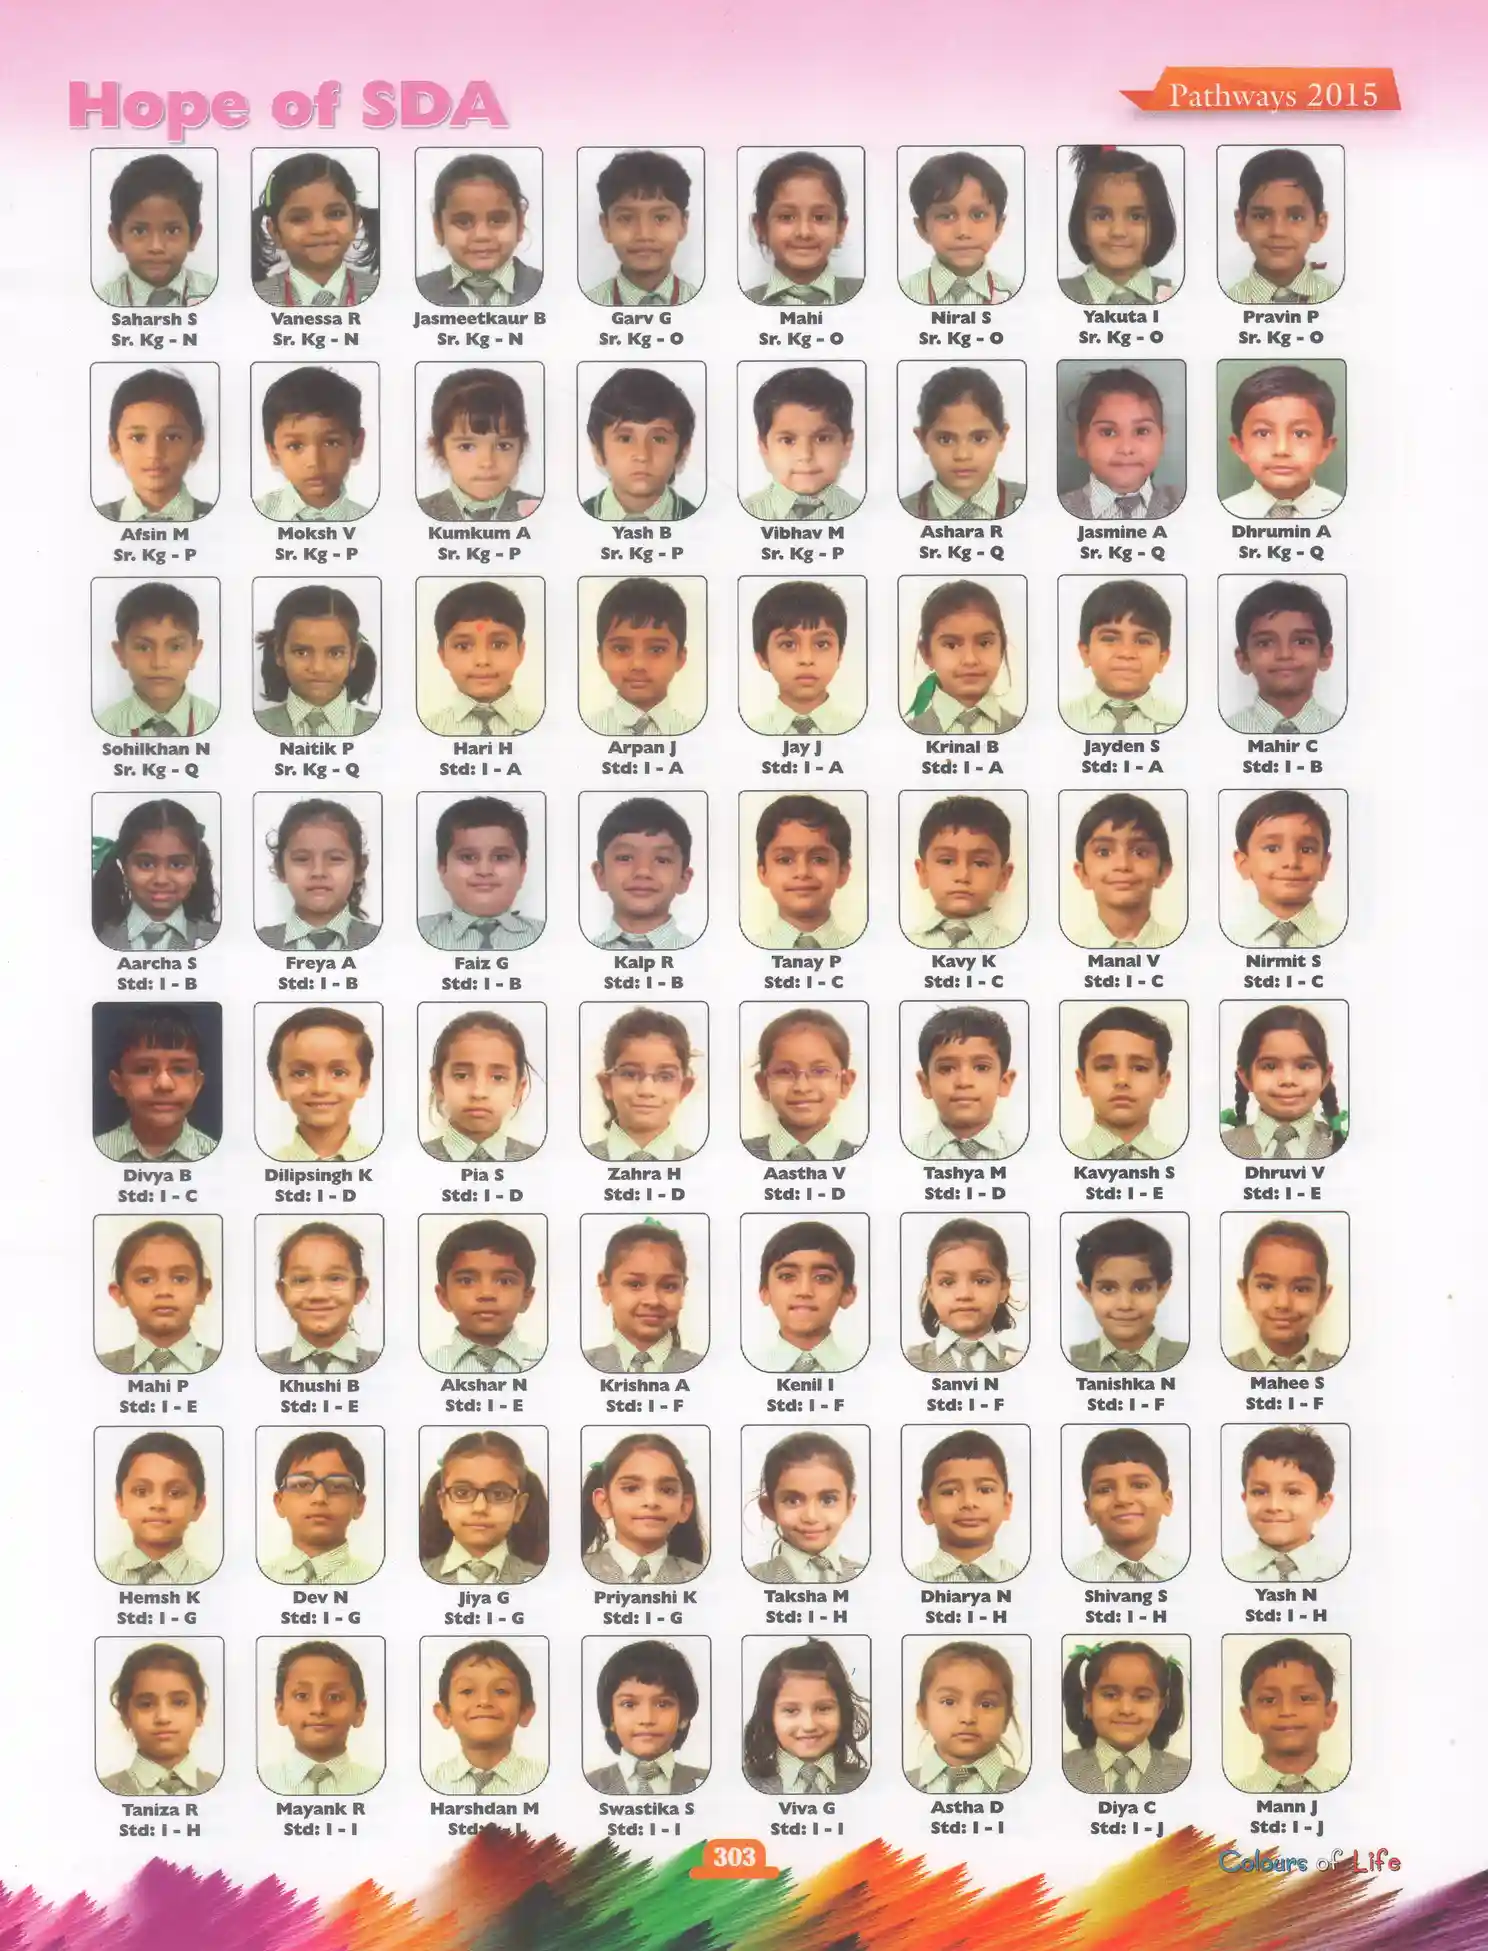 Hope of SDA
Pathways 2015
Saharsh S Vanessa R Jasmeetkaur B Garv G Mahi Niral S Yakuta I Pravin P
Sr. Kg - N Sr. Kg - N Sr. Kg - N Sr. Kg - O Sr. Kg - O Sr. Kg - O Sr. Kg - O Sr. Kg - O
Afsin M Moksh V Kumkum A Yash B Vibhav M Ashara R Jasmine A Dhrumin A
Sr. Kg - P Sr. Kg - P Sr. Kg - P Sr. Kg - P Sr. Kg - P Sr. Kg - Q Sr. Kg - Q Sr. Kg - Q
Sohilkhan N Naitik P Hari H Arpan J Jay J Krinal B Jayden S Mahir C
Sr. Kg - Q Sr. Kg - Q Std: I - A Std: I - A Std: I - A Std: I - A Std: I - A Std: I - B
Aarcha S Freya A Faiz G Kalp R Tanay P Kavy K Manal V Nirmit S
Std: I - B Std: I - B Std: I - B Std: I - B Std: I - C Std: I - C Std: I - C Std: I - C
Divya B Dilipsingh K Pia S Zahra H Aastha V Tashya M Kavyansh S Dhruvi V
Std: I - C Std: I - D Std: I - D Std: I - D Std: I - D Std: I - D Std: I - E Std: I - E
Mahi P Khushi B Akshar N Krishna A Kenil I Sanvi N Tanishka N Mahee S
Std: I - E Std: I - E Std: I - E Std: I - F Std: I - F Std: I - F Std: I - F Std: I - F
Hemsh K Dev N Jiya G Priyanshi K Taksha M Dhiarya N Shivang S Yash N
Std: I - G Std: I - G Std: I - G Std: I - G Std: I - H Std: I - H Std: I - H Std: I - H
Taniza R Mayank R Harshdan M Swastika S Viva G Astha D Diya C Mann J
Std: I - H Std: I - I Std: Std: I - I Std: I - I Std: I - I Std: I - J Std: I - J
303
Colours of Life